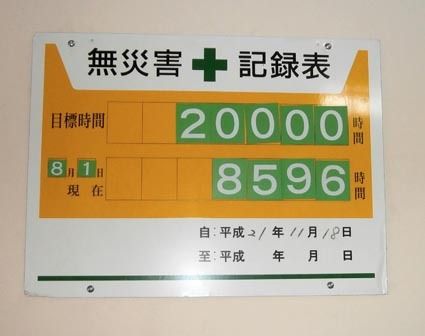 無災害 記録表
目標時間 20000 時間
8月1日現在 8596 時間
自:平成21年11月18日
至:平成 年 月 日